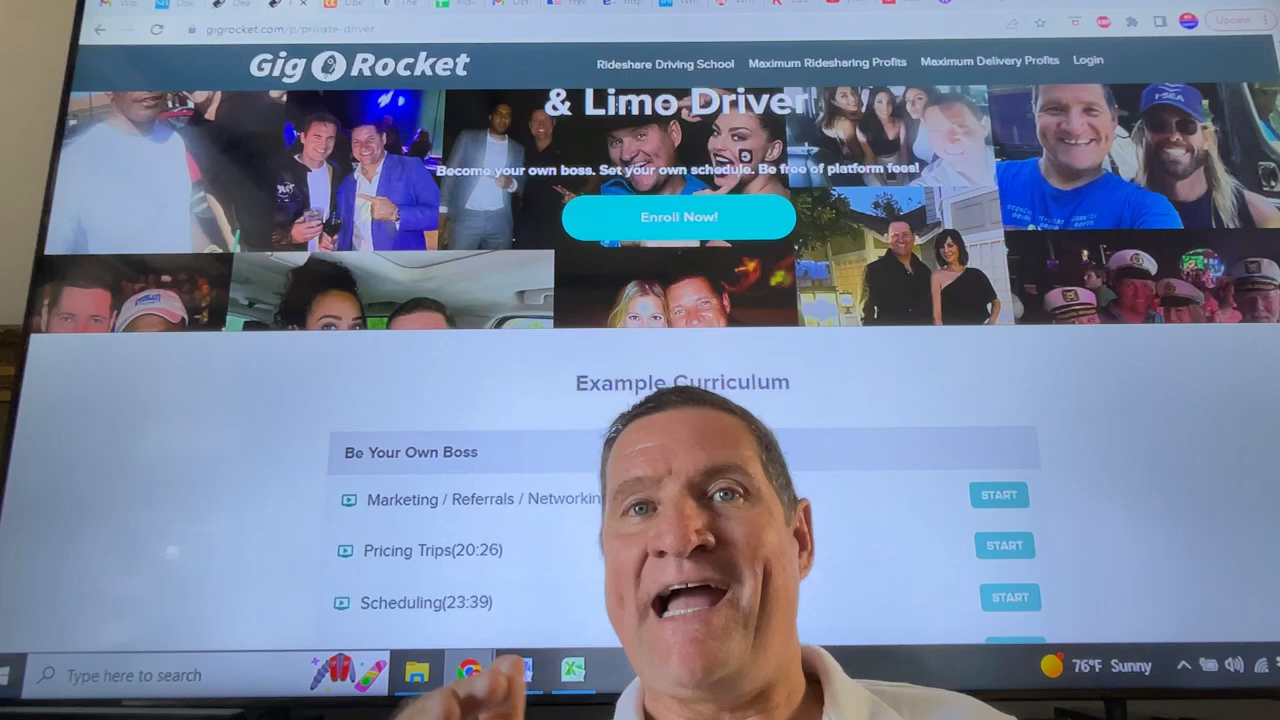 gigrocket.com/p/private-driver
Update
Gig Rocket
Rideshare Driving School Maximum Ridesharing Profits Maximum Delivery Profits Login
& Limo Driver
Become your own boss. Set your own schedule. Be free of platform fees!
Enroll Now!
Example Curriculum
Be Your Own Boss
Marketing / Referrals / Networkin
START
Pricing Trips(20:26)
START
Scheduling(23:39)
START
Type here to search
76°F Sunny